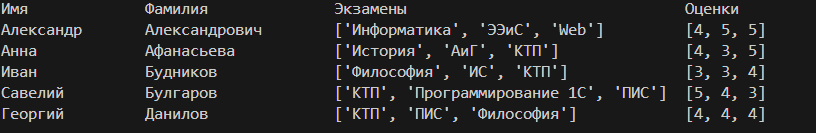 Имя Фамилия Экзамены Оценки
Александр Александрович ['Информатика', 'ЭЭиС', 'Web'] [4, 5, 5]
Анна Афанасьева ['История', 'АиГ', 'КТП'] [4, 3, 5]
Иван Будников ['Философия', 'ИС', 'КТП'] [3, 3, 4]
Савелий Булгаров ['КТП', 'Программирование 1С', 'ПИС'] [5, 4, 3]
Георгий Данилов ['КТП', 'ПИС', 'Философия'] [4, 4, 4]